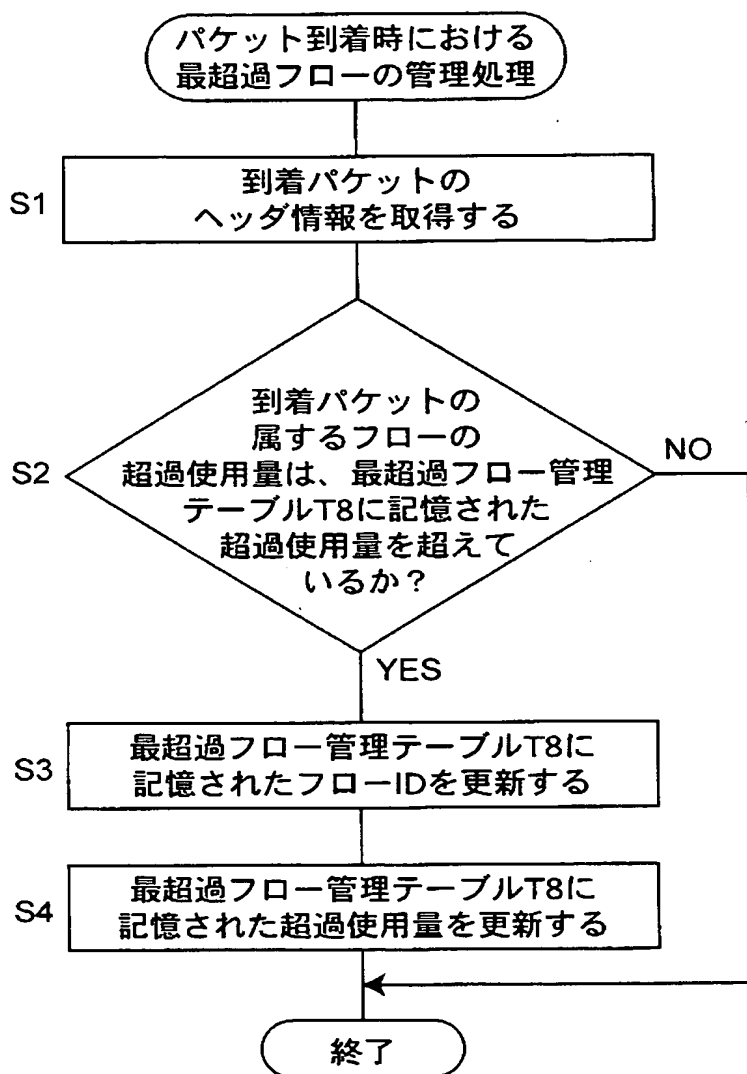 パケット到着時における
最超過フローの管理処理
S1
到着パケットの
ヘッダ情報を取得する
S2
到着パケットの
属するフローの
超過使用量は、最超過フロー管理
テーブルT8に記憶された
超過使用量を超えて
いるか？
NO
YES
S3
最超過フロー管理テーブルT8に
記憶されたフローIDを更新する
S4
最超過フロー管理テーブルT8に
記憶された超過使用量を更新する
終了